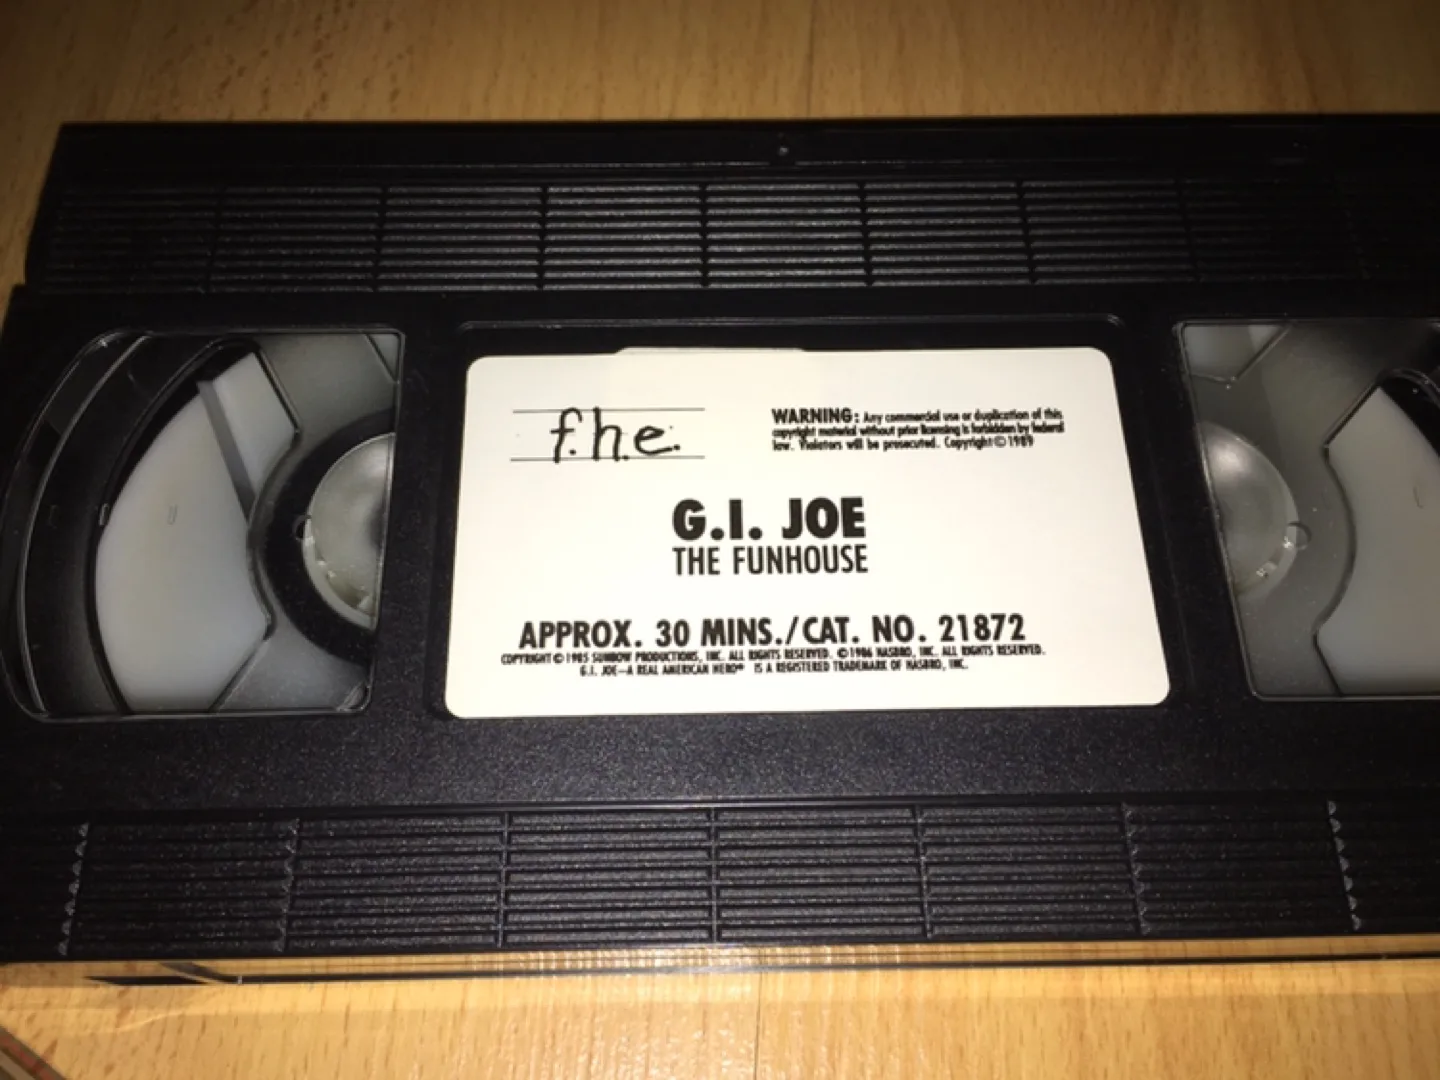 f.h.e.
WARNING: Any commercial use or duplication of this
copyright material without prior licensing is forbidden by federal
law. Violators will be prosecuted. Copyright © 1989
G.I. JOE
THE FUNHOUSE
APPROX. 30 MINS./CAT. NO. 21872
COPYRIGHT © 1985 SUNBOW PRODUCTIONS, INC. ALL RIGHTS RESERVED. © 1986 HASBRO, INC. ALL RIGHTS RESERVED.
G.I. JOE—A REAL AMERICAN HERO® IS A REGISTERED TRADEMARK OF HASBRO, INC.